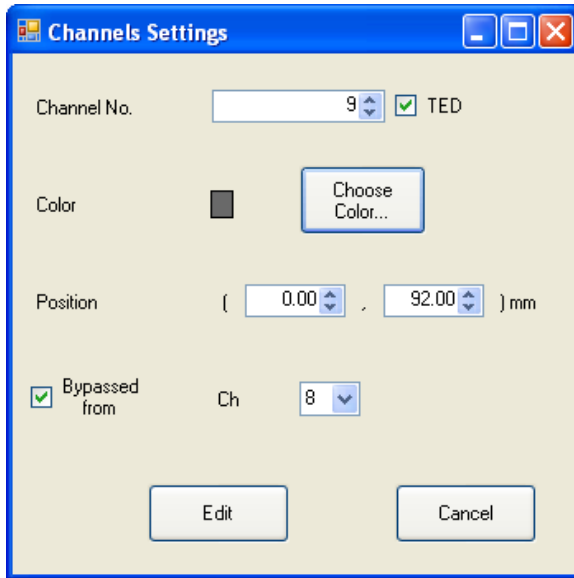 Channels Settings
Channel No. 9 TED
Color Choose
Color...
Position ( 0.00 , 92.00 ) mm
Bypassed
from Ch 8
Edit Cancel